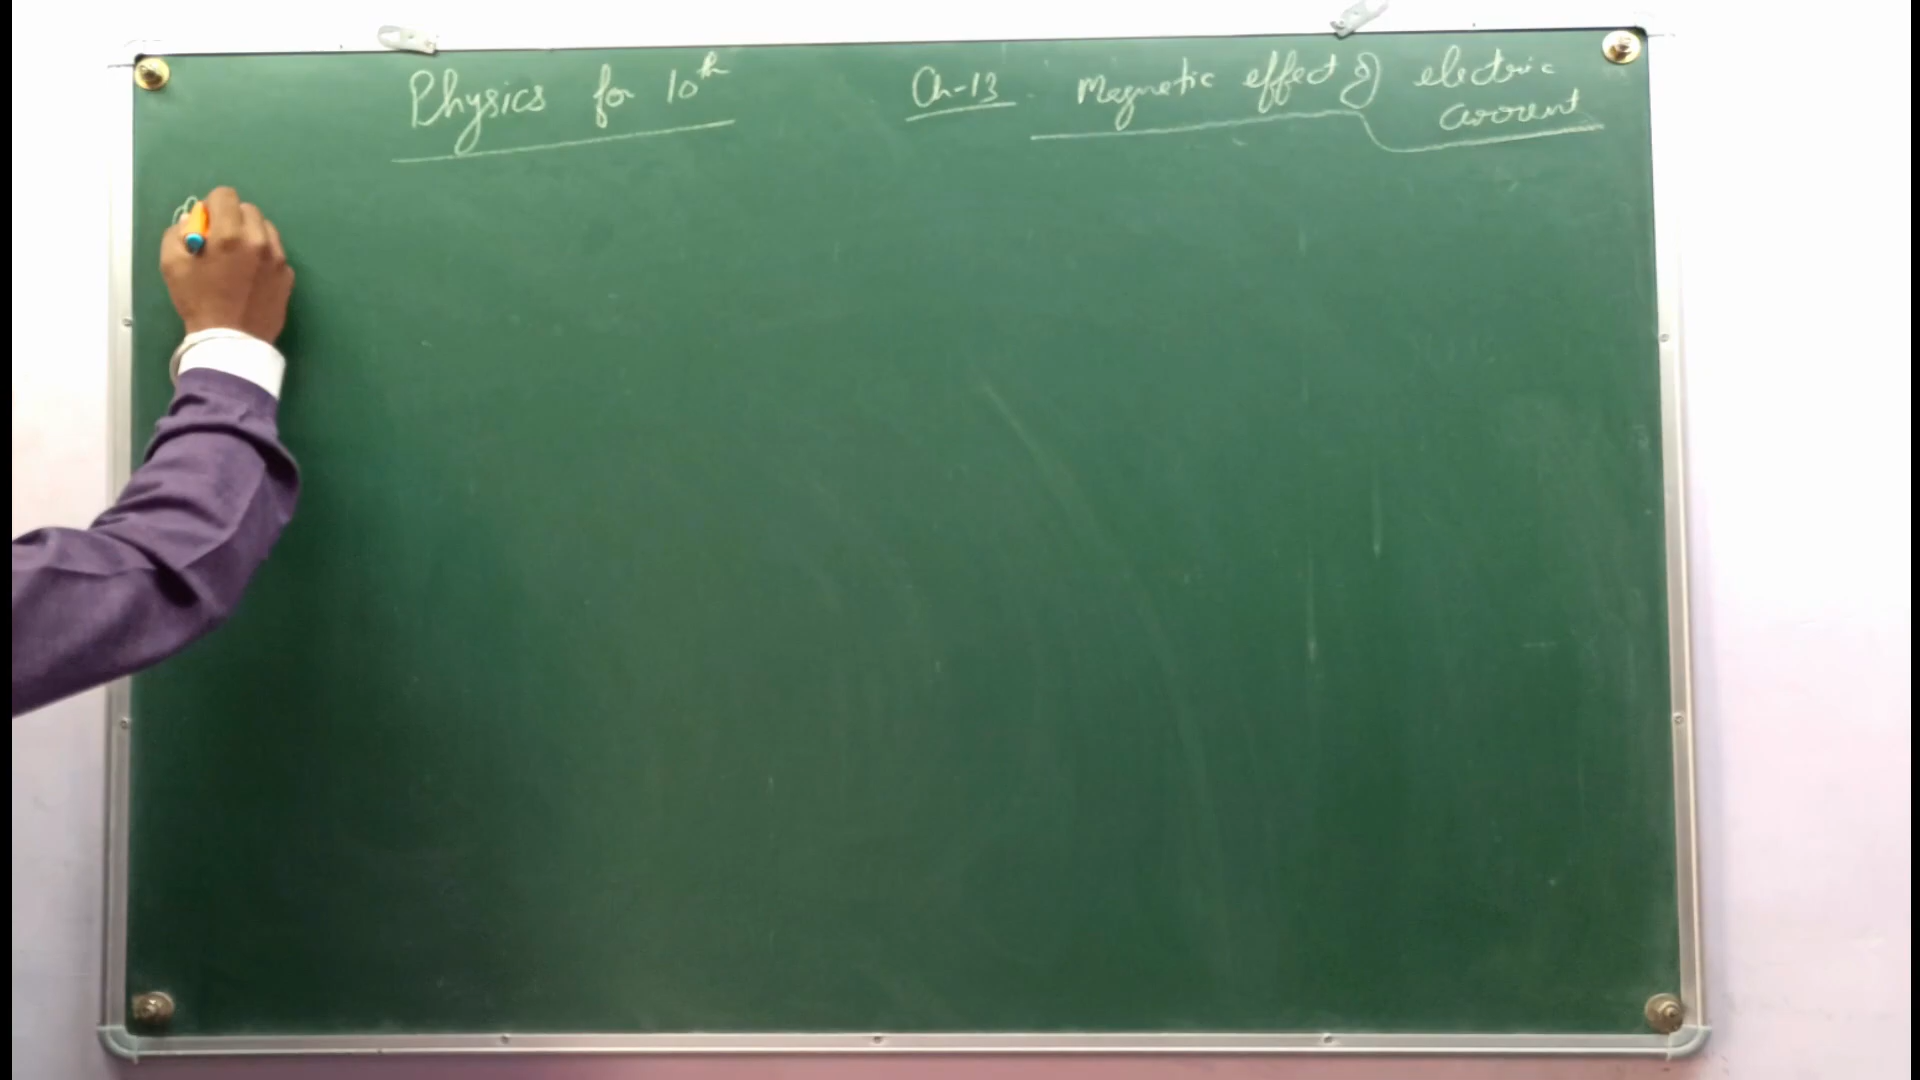 Physics for 10th
Ch-13 Magnetic effect of electric
current